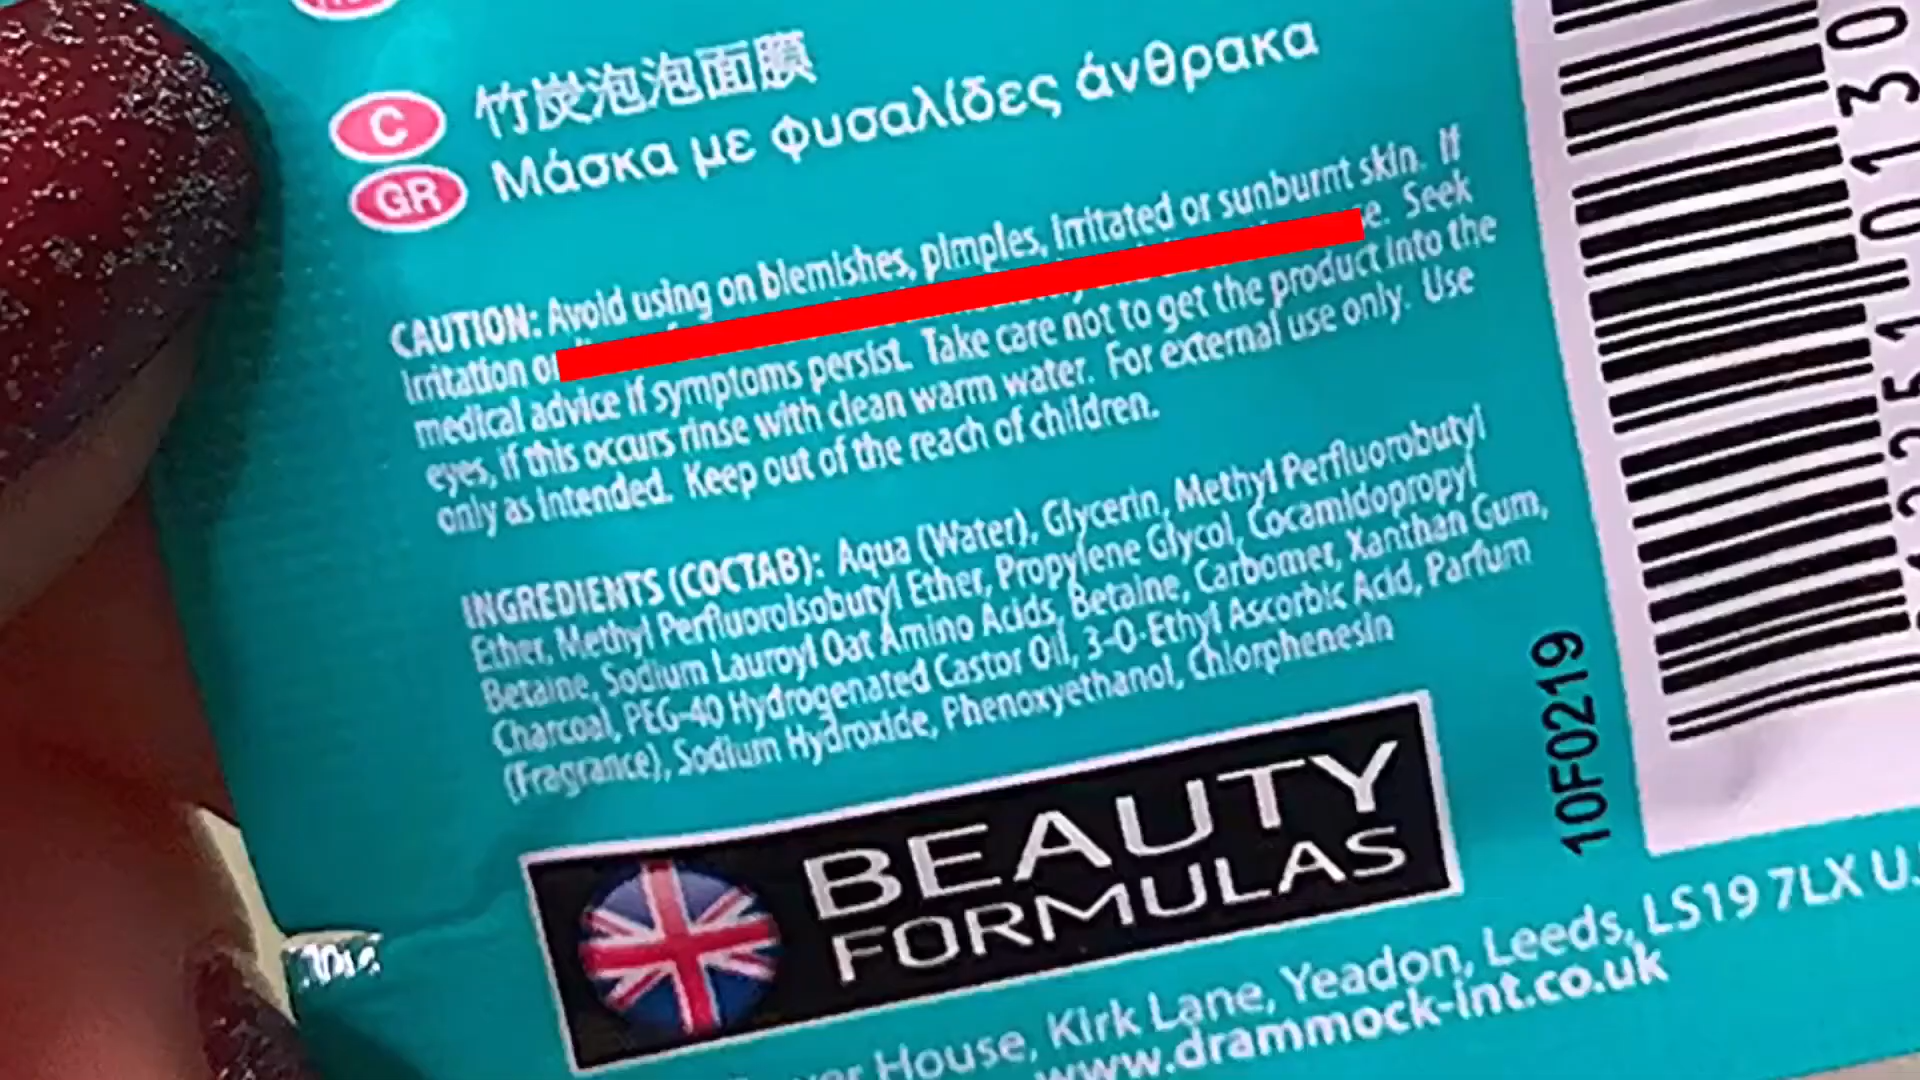 C 竹炭泡泡面膜
GR Μάσκα με φυσαλίδες άνθρακα
CAUTION: Avoid using on blemishes, pimples, irritated or sunburnt skin. If
irritation or
Seek
medical advice if symptoms persist. Take care not to get the product into the
eyes, if this occurs rinse with clean warm water. For external use only. Use
only as intended. Keep out of the reach of children.
INGREDIENTS (COCTAB): Aqua (Water), Glycerin, Methyl Perfluorobutyl
Ether, Methyl Perfluoroisobutyl Ether, Propylene Glycol, Cocamidopropyl
Betaine, Sodium Lauroyl Oat Amino Acids, Betaine, Carbomer, Xanthan Gum,
Charcoal, PEG-40 Hydrogenated Castor Oil, 3-O-Ethyl Ascorbic Acid, Parfum
(Fragrance), Sodium Hydroxide, Phenoxyethanol, Chlorphenesin
BEAUTY
FORMULAS
10F0219
House, Kirk Lane, Yeadon, Leeds, LS19 7LX
www.drammock-int.co.uk